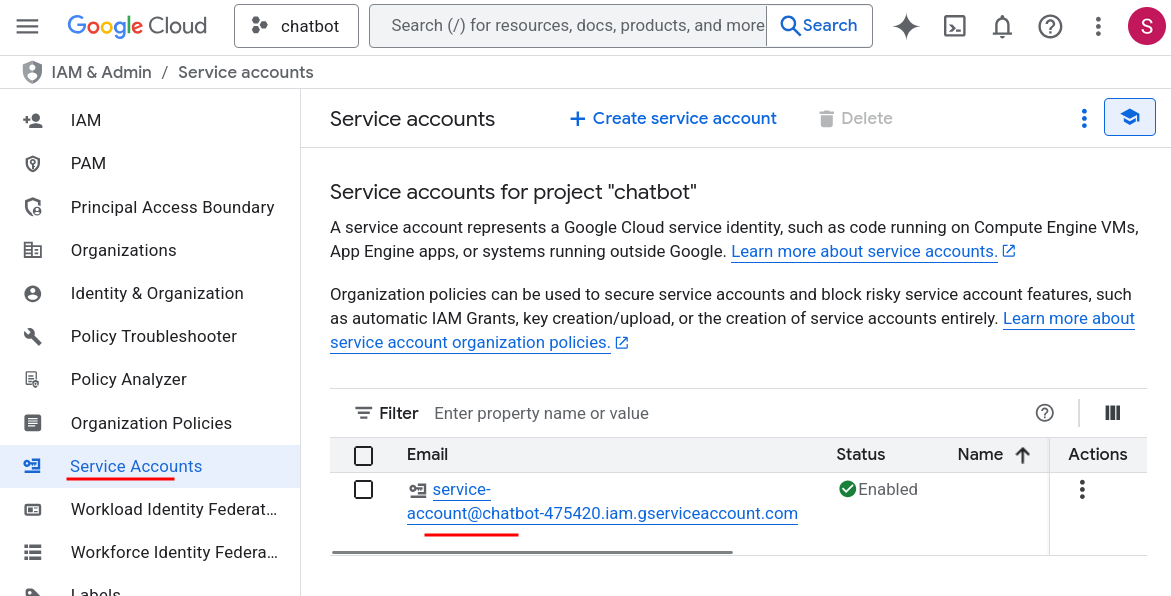 Google Cloud
chatbot
Search (/) for resources, docs, products, and more
Search
S
IAM & Admin / Service accounts
IAM
PAM
Principal Access Boundary
Organizations
Identity & Organization
Policy Troubleshooter
Policy Analyzer
Organization Policies
Service Accounts
Workload Identity Federat...
Workforce Identity Federa...
Labels
Service accounts
+ Create service account
Delete
Service accounts for project "chatbot"
A service account represents a Google Cloud service identity, such as code running on Compute Engine VMs,
App Engine apps, or systems running outside Google. Learn more about service accounts.
Organization policies can be used to secure service accounts and block risky service account features, such
as automatic IAM Grants, key creation/upload, or the creation of service accounts entirely. Learn more about
service account organization policies.
Filter Enter property name or value
Email Status Name Actions
service- Enabled
account@chatbot-475420.iam.gserviceaccount.com